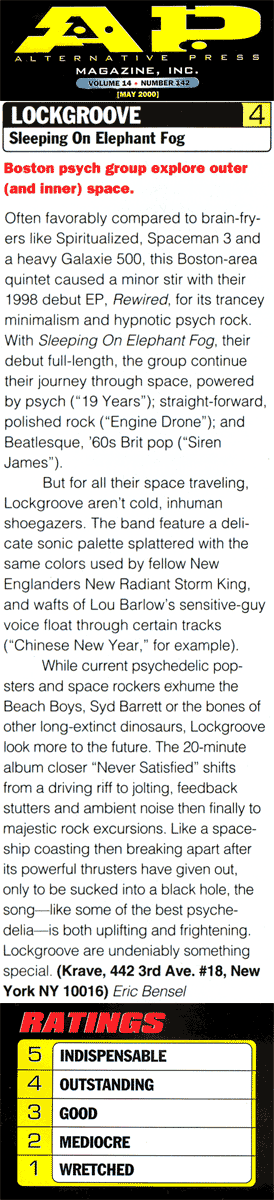 AP
ALTERNATIVE PRESS
MAGAZINE, INC.
VOLUME 14 • NUMBER 142
[MAY 2000]
LOCKGROOVE 4
Sleeping On Elephant Fog
Boston psych group explore outer
(and inner) space.
Often favorably compared to brain-fry-
ers like Spiritualized, Spaceman 3 and
a heavy Galaxie 500, this Boston-area
quintet caused a minor stir with their
1998 debut EP, Rewired, for its trancey
minimalism and hypnotic psych rock.
With Sleeping On Elephant Fog, their
debut full-length, the group continue
their journey through space, powered
by psych (“19 Years”); straight-forward,
polished rock (“Engine Drone”); and
Beatlesque, ’60s Brit pop (“Siren
James”).
But for all their space traveling,
Lockgroove aren’t cold, inhuman
shoegazers. The band feature a deli-
cate sonic palette splattered with the
same colors used by fellow New
Englanders New Radiant Storm King,
and wafts of Lou Barlow’s sensitive-guy
voice float through certain tracks
(“Chinese New Year,” for example).
While current psychedelic pop-
sters and space rockers exhume the
Beach Boys, Syd Barrett or the bones of
other long-extinct dinosaurs, Lockgroove
look more to the future. The 20-minute
album closer “Never Satisfied” shifts
from a driving riff to jolting, feedback
stutters and ambient noise then finally to
majestic rock excursions. Like a space-
ship coasting then breaking apart after
its powerful thrusters have given out,
only to be sucked into a black hole, the
song—like some of the best psyche-
delia—is both uplifting and frightening.
Lockgroove are undeniably something
special. (Krave, 442 3rd Ave. #18, New
York NY 10016) Eric Bensel
RATINGS
5 INDISPENSABLE
4 OUTSTANDING
3 GOOD
2 MEDIOCRE
1 WRETCHED